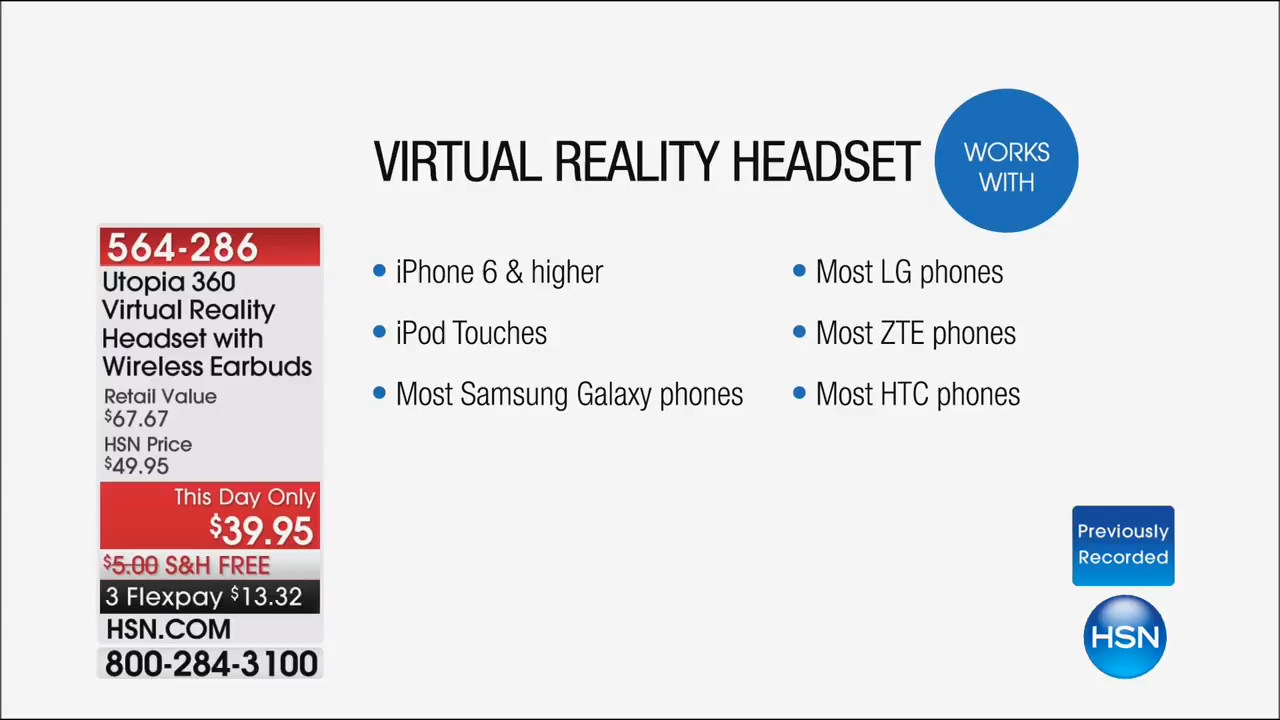 VIRTUAL REALITY HEADSET
WORKS
WITH
• iPhone 6 & higher
• iPod Touches
• Most Samsung Galaxy phones
• Most LG phones
• Most ZTE phones
• Most HTC phones
564-286
Utopia 360
Virtual Reality
Headset with
Wireless Earbuds
Retail Value
$67.67
HSN Price
$49.95
This Day Only
$39.95
$5.00 S&H FREE
3 Flexpay $13.32
HSN.COM
800-284-3100
Previously
Recorded
HSN